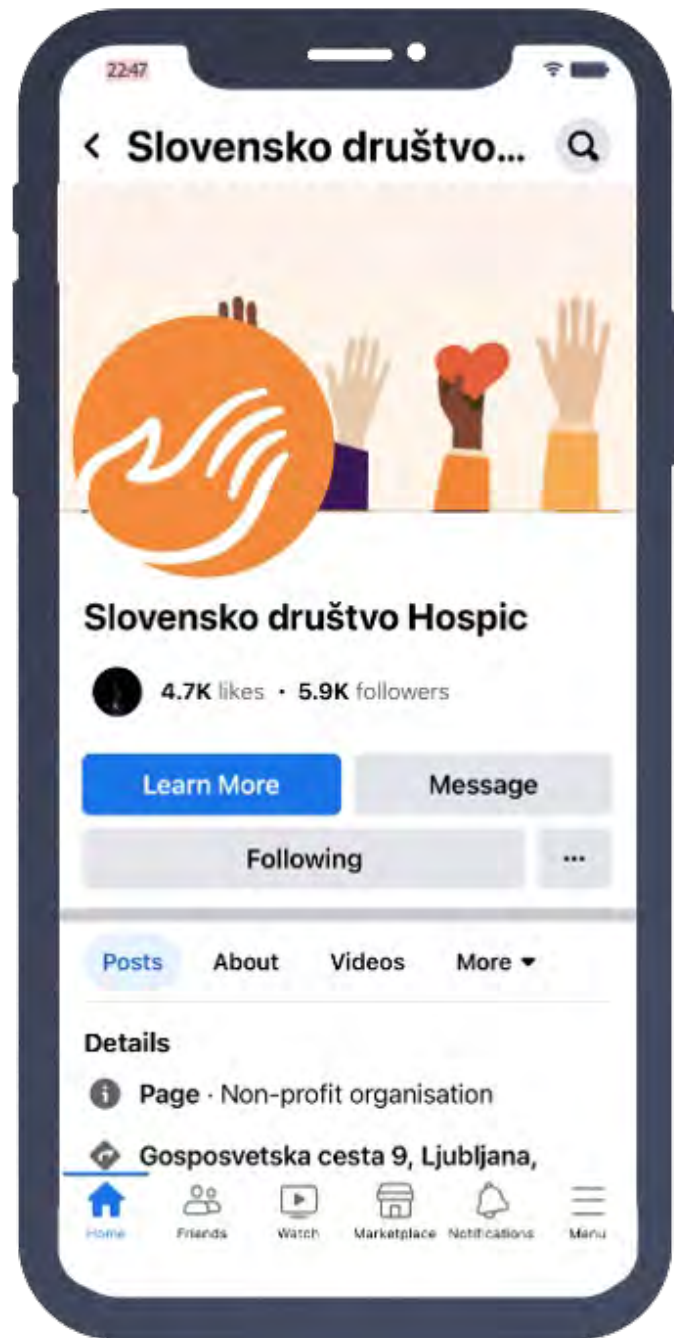 22:47
Slovensko društvo...
Slovensko društvo Hospic
4.7K likes • 5.9K followers
Learn More
Message
Following
...
Posts About Videos More
Details
Page · Non-profit organisation
Gosposvetska cesta 9, Ljubljana,
Home Friends Watch Marketplace Notifications Menu